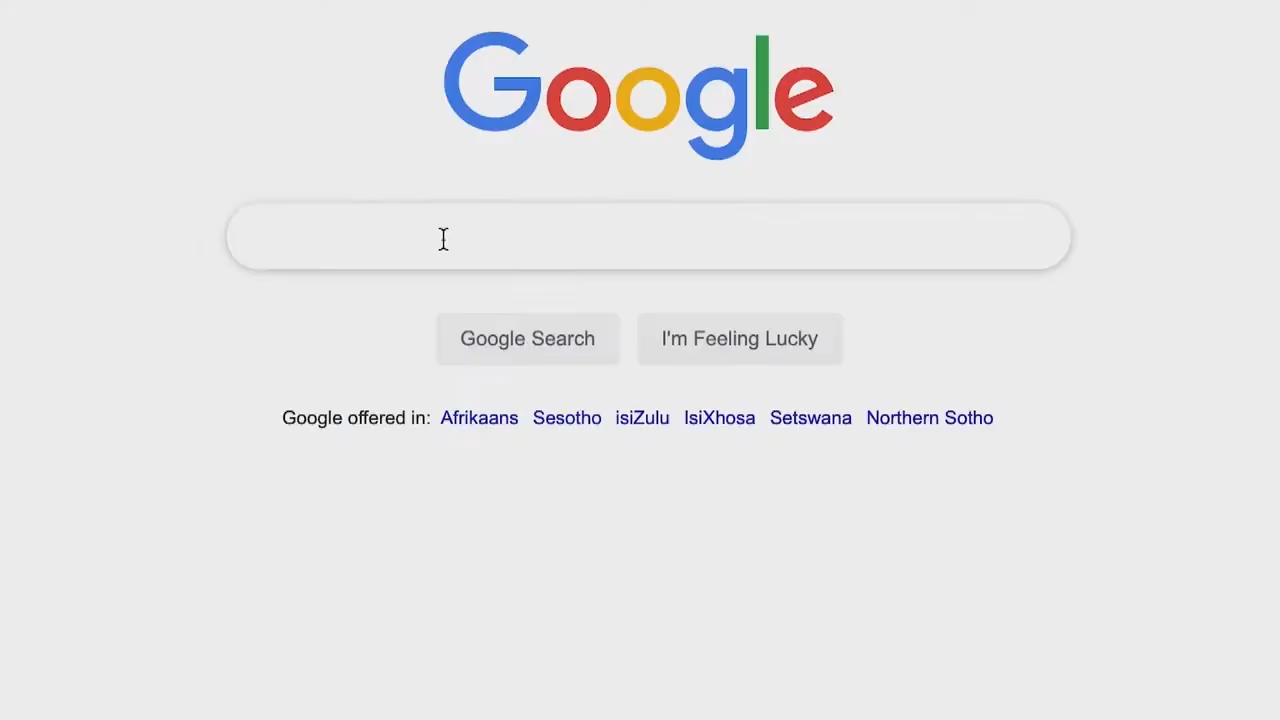 Google
Google Search I'm Feeling Lucky
Google offered in: Afrikaans Sesotho isiZulu IsiXhosa Setswana Northern Sotho